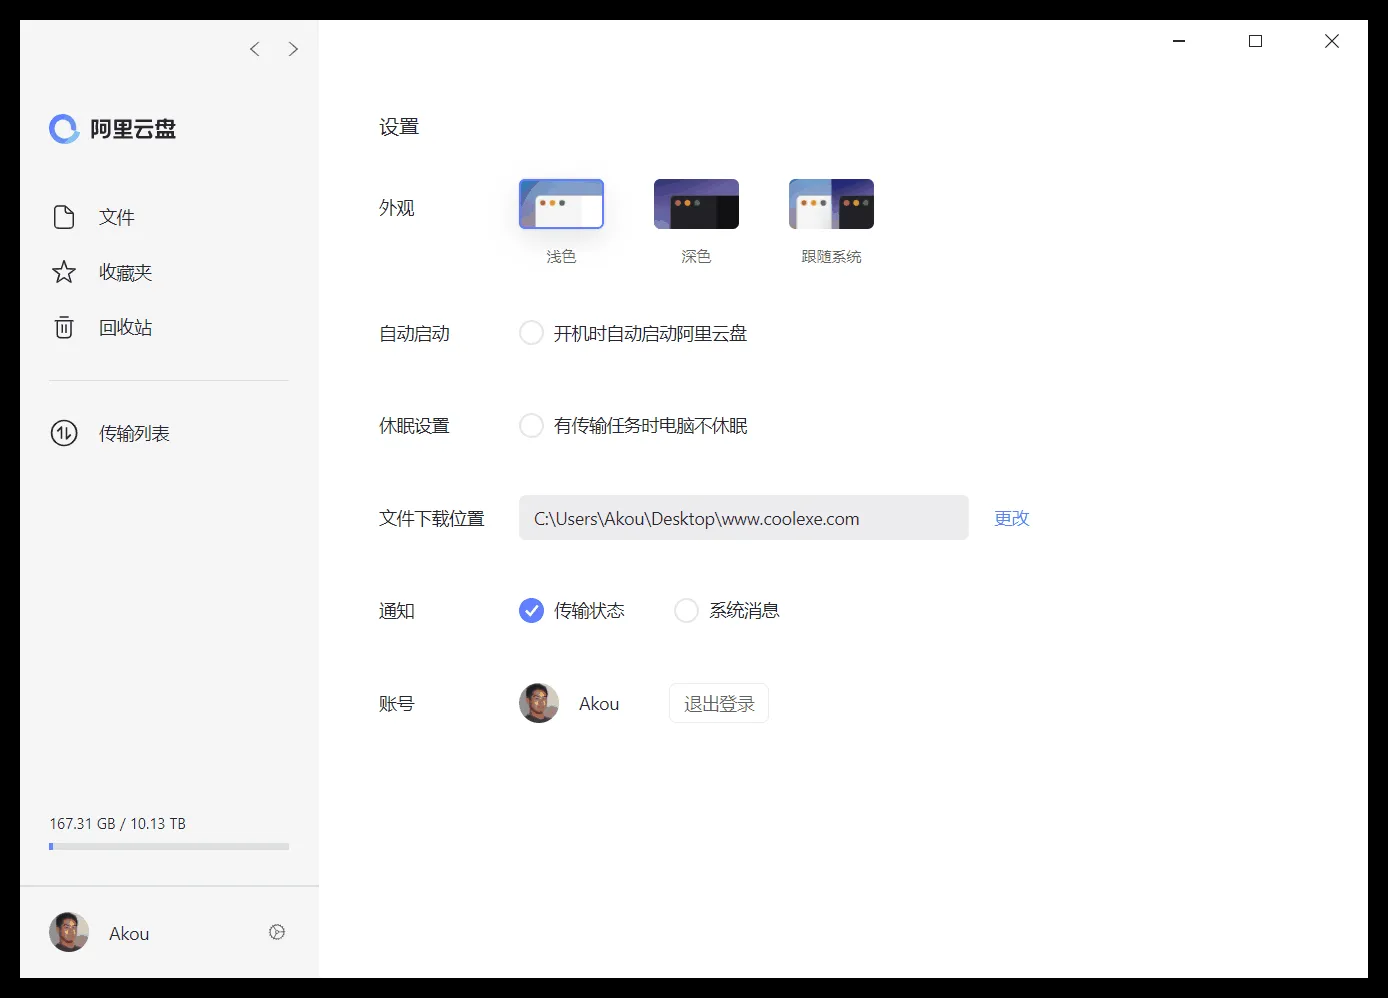 阿里云盘
文件
收藏夹
回收站
传输列表
167.31 GB / 10.13 TB
Akou
设置
外观
浅色
深色
跟随系统
自动启动
开机时自动启动阿里云盘
休眠设置
有传输任务时电脑不休眠
文件下载位置
C:\Users\Akou\Desktop\www.coolexe.com
更改
通知
传输状态
系统消息
账号
Akou
退出登录